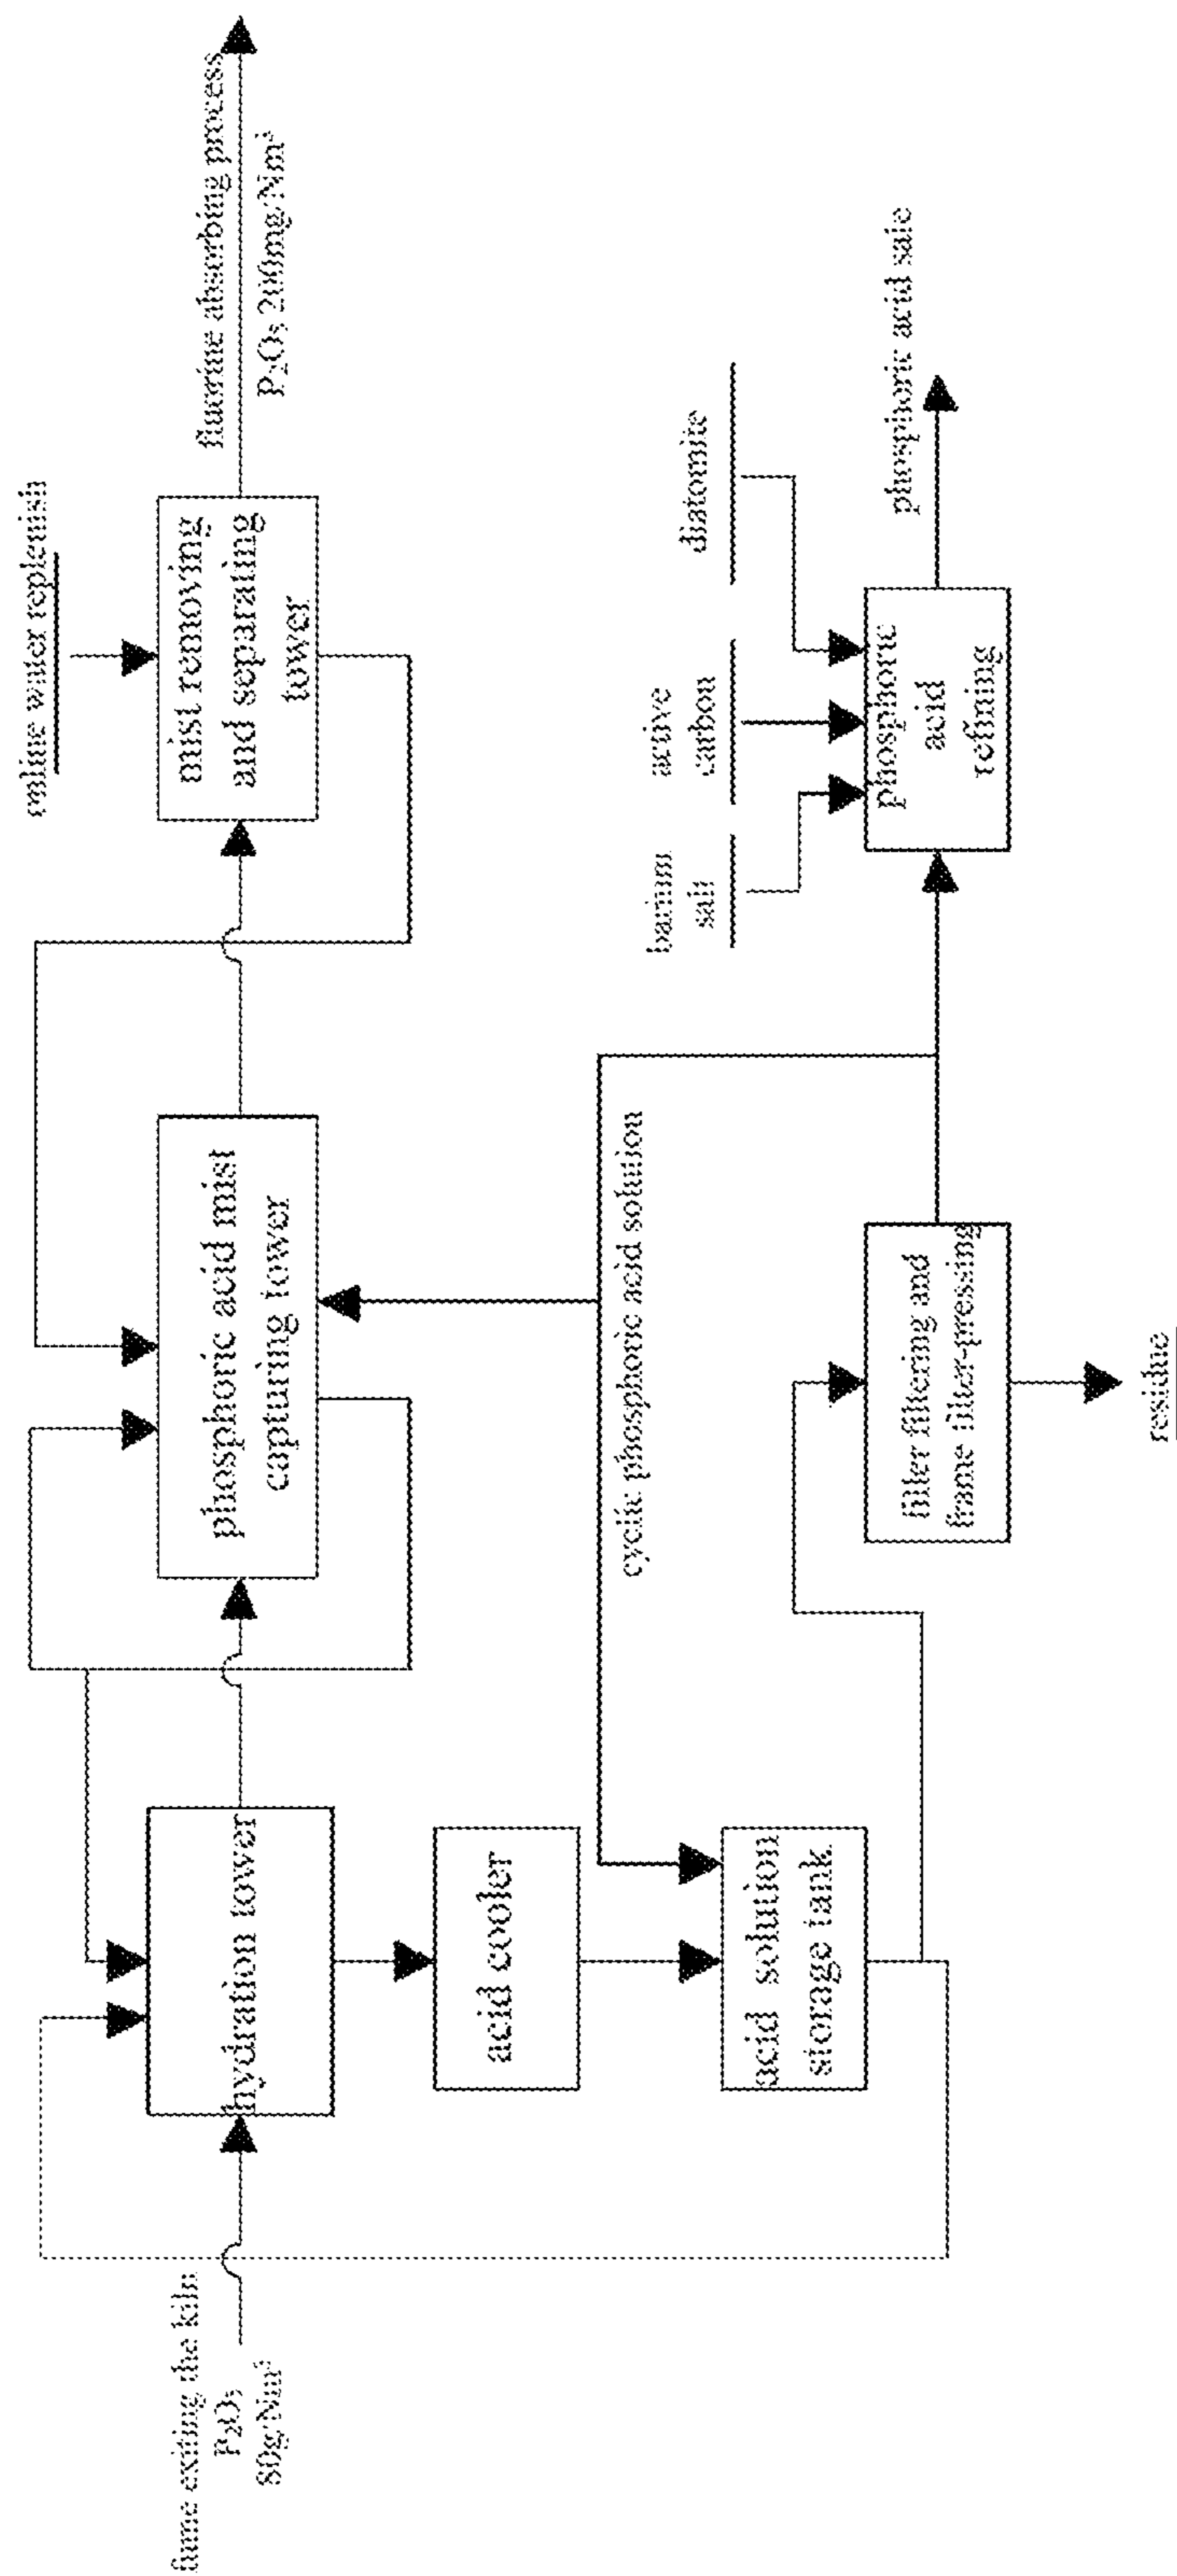 fume exiting the kiln
P₂O₅
80g/Nm³
hydration tower
acid cooler
acid solution
storage tank
phosphoric acid mist
capturing tower
cyclic phosphoric acid solution
filler filtering and
frame filter-pressing
residue
online water replenish
mist removing
and separating
tower
fluorine absorbing process
P₂O₅ 200mg/Nm³
barium
salt
active
carbon
diatomite
phosphoric
acid
refining
phosphoric acid sale